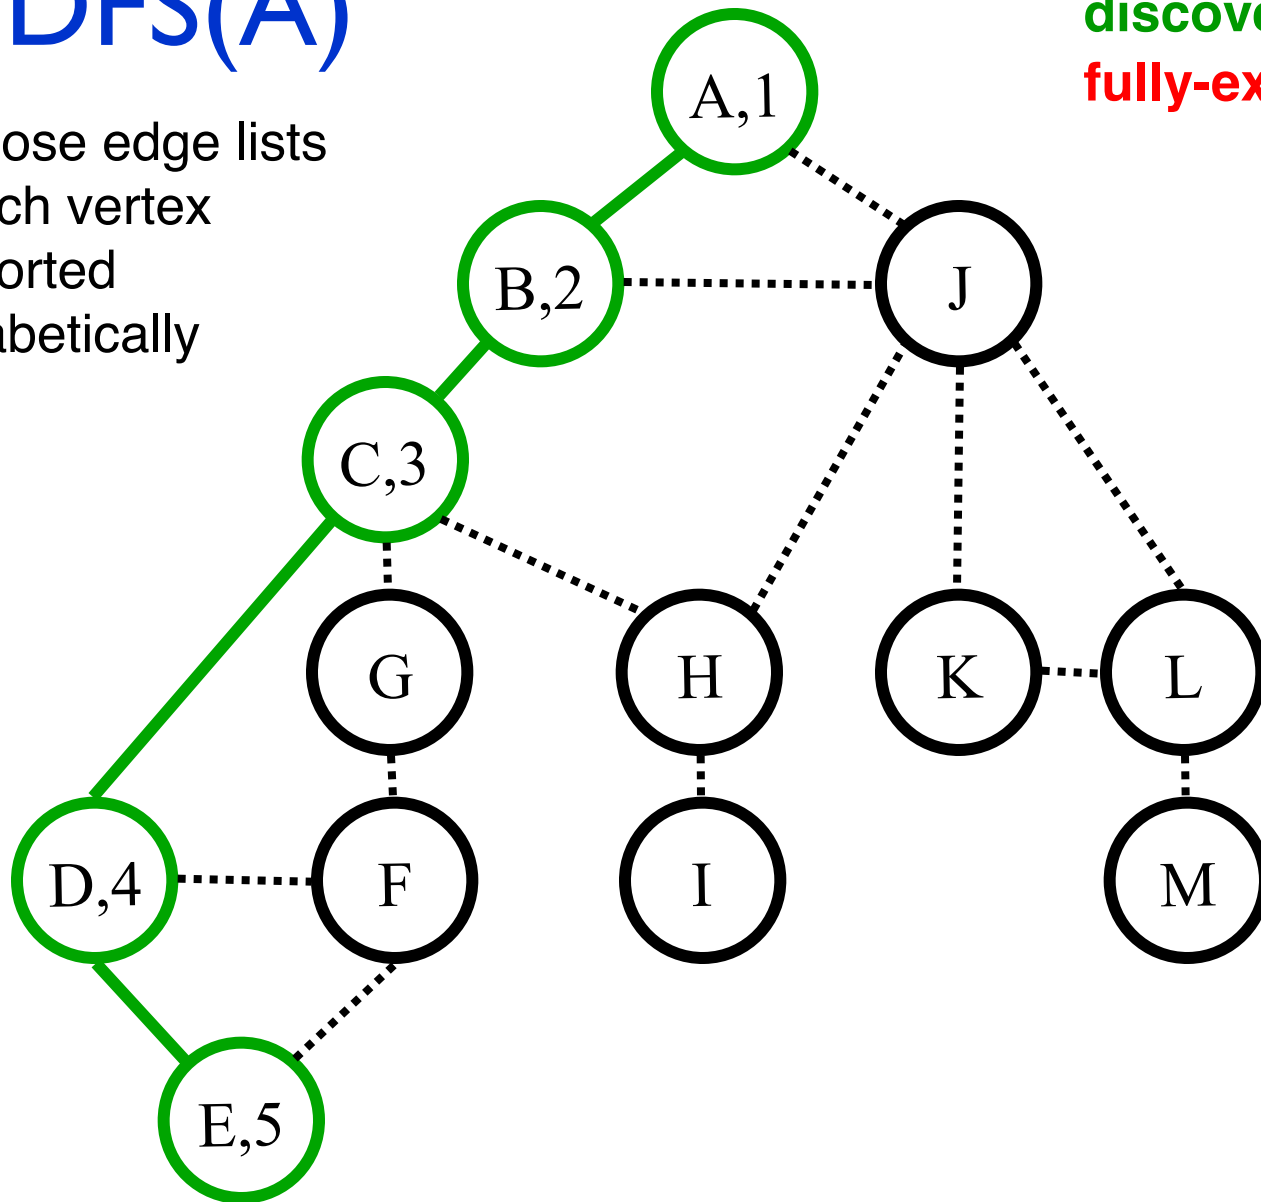 DFS(A)
discove
fully-ex
ose edge lists
ch vertex
orted
abetically
A,1
B,2
J
C,3
G
H
K
L
D,4
F
I
M
E,5